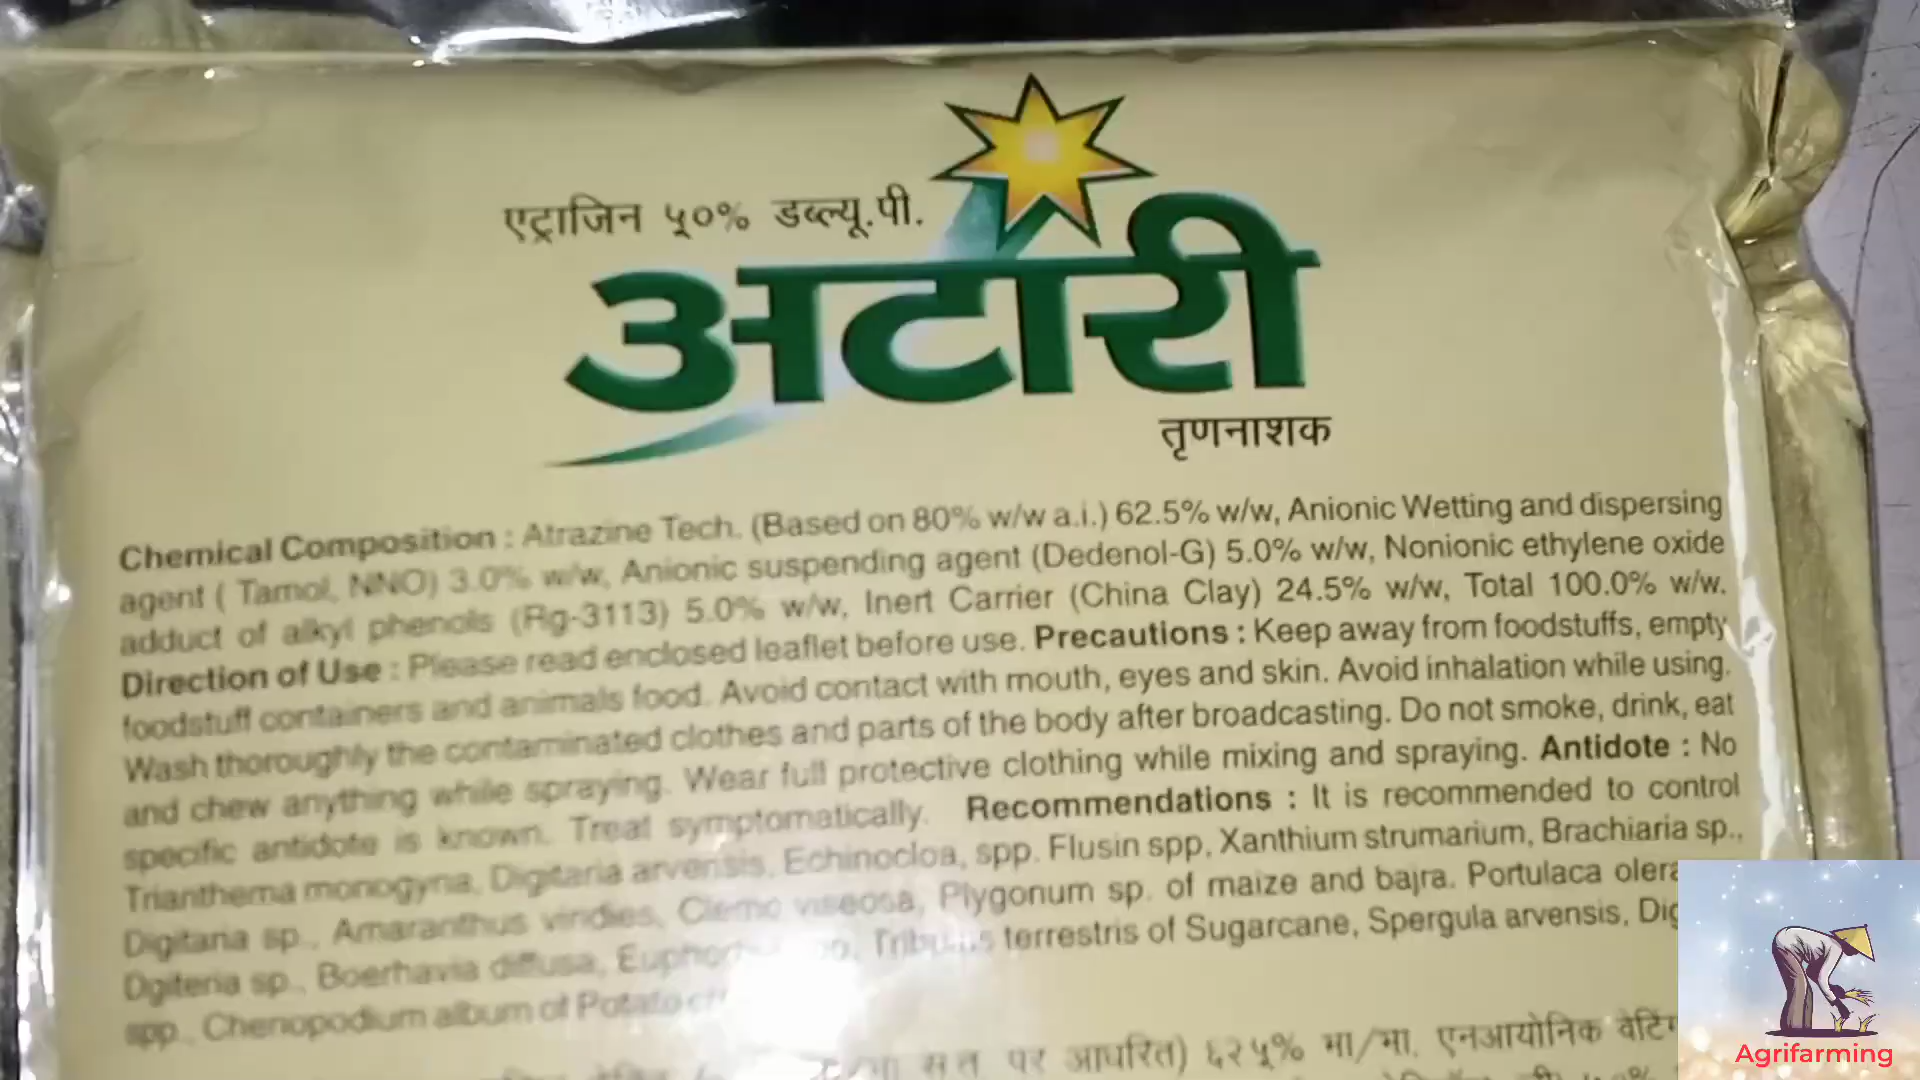 एट्राजिन ५०% डब्ल्यू.पी.
अटारी
तृणनाशक
Chemical Composition : Atrazine Tech. (Based on 80% w/w a.i.) 62.5% w/w, Anionic Wetting and dispersing
agent ( Tamol, NNO) 3.0% w/w, Anionic suspending agent (Dedenol-G) 5.0% w/w, Nonionic ethylene oxide
adduct of alkyl phenols (Rg-3113) 5.0% w/w, Inert Carrier (China Clay) 24.5% w/w, Total 100.0% w/w.
Direction of Use : Please read enclosed leaflet before use. Precautions : Keep away from foodstuffs, empty
foodstuff containers and animals food. Avoid contact with mouth, eyes and skin. Avoid inhalation while using.
Wash thoroughly the contaminated clothes and parts of the body after broadcasting. Do not smoke, drink, eat
and chew anything while spraying. Wear full protective clothing while mixing and spraying. Antidote : No
specific antidote is known. Treat symptomatically. Recommendations : It is recommended to control
Trianthema monogyna, Digitaria arvensis, Echinocloa, spp. Flusin spp, Xanthium strumarium, Brachiaria sp.,
Digitaria sp., Amaranthus viridies, Clemo viseosa, Plygonum sp. of maize and bajra. Portulaca
Dgiteria sp., Boerhavia diffusa, terrestris of Sugarcane, Spergula arvensis,
spp., Chenopodium album of Potato
पर आधारित) ६२५% भा/भा. एनआयोनिक
Agrifarming